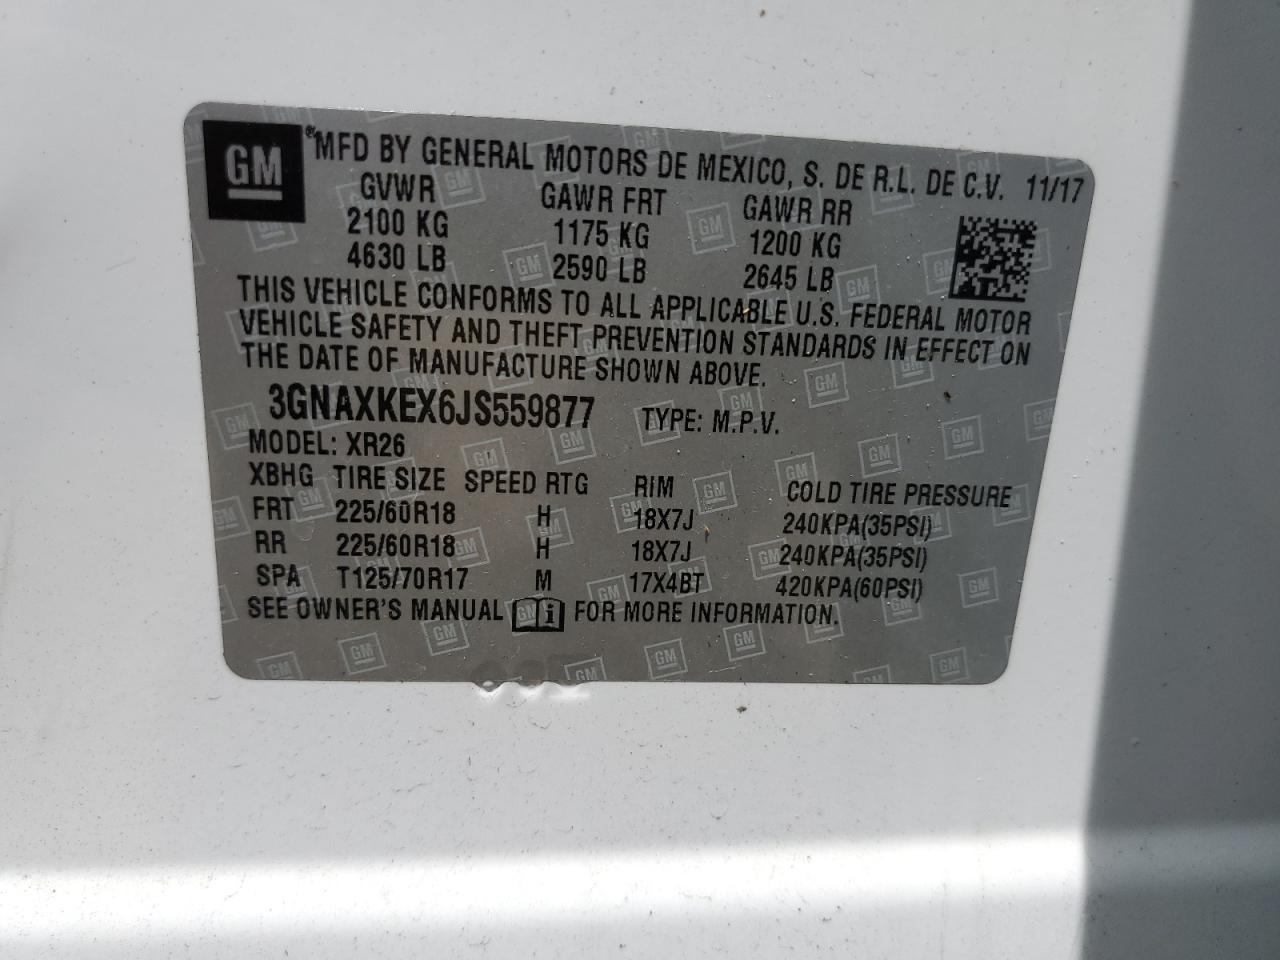 GM ® MFD BY GENERAL MOTORS DE MEXICO, S. DE R.L. DE C.V. 11/17
GVWR GAWR FRT GAWR RR
2100 KG 1175 KG 1200 KG
4630 LB 2590 LB 2645 LB
THIS VEHICLE CONFORMS TO ALL APPLICABLE U.S. FEDERAL MOTOR
VEHICLE SAFETY AND THEFT PREVENTION STANDARDS IN EFFECT ON
THE DATE OF MANUFACTURE SHOWN ABOVE.
3GNAXKEX6JS559877 TYPE: M.P.V.
MODEL: XR26
XBHG TIRE SIZE SPEED RTG RIM COLD TIRE PRESSURE
FRT 225/60R18 H 18X7J 240KPA(35PSI)
RR 225/60R18 H 18X7J 240KPA(35PSI)
SPA T125/70R17 M 17X4BT 420KPA(60PSI)
SEE OWNER'S MANUAL i FOR MORE INFORMATION.